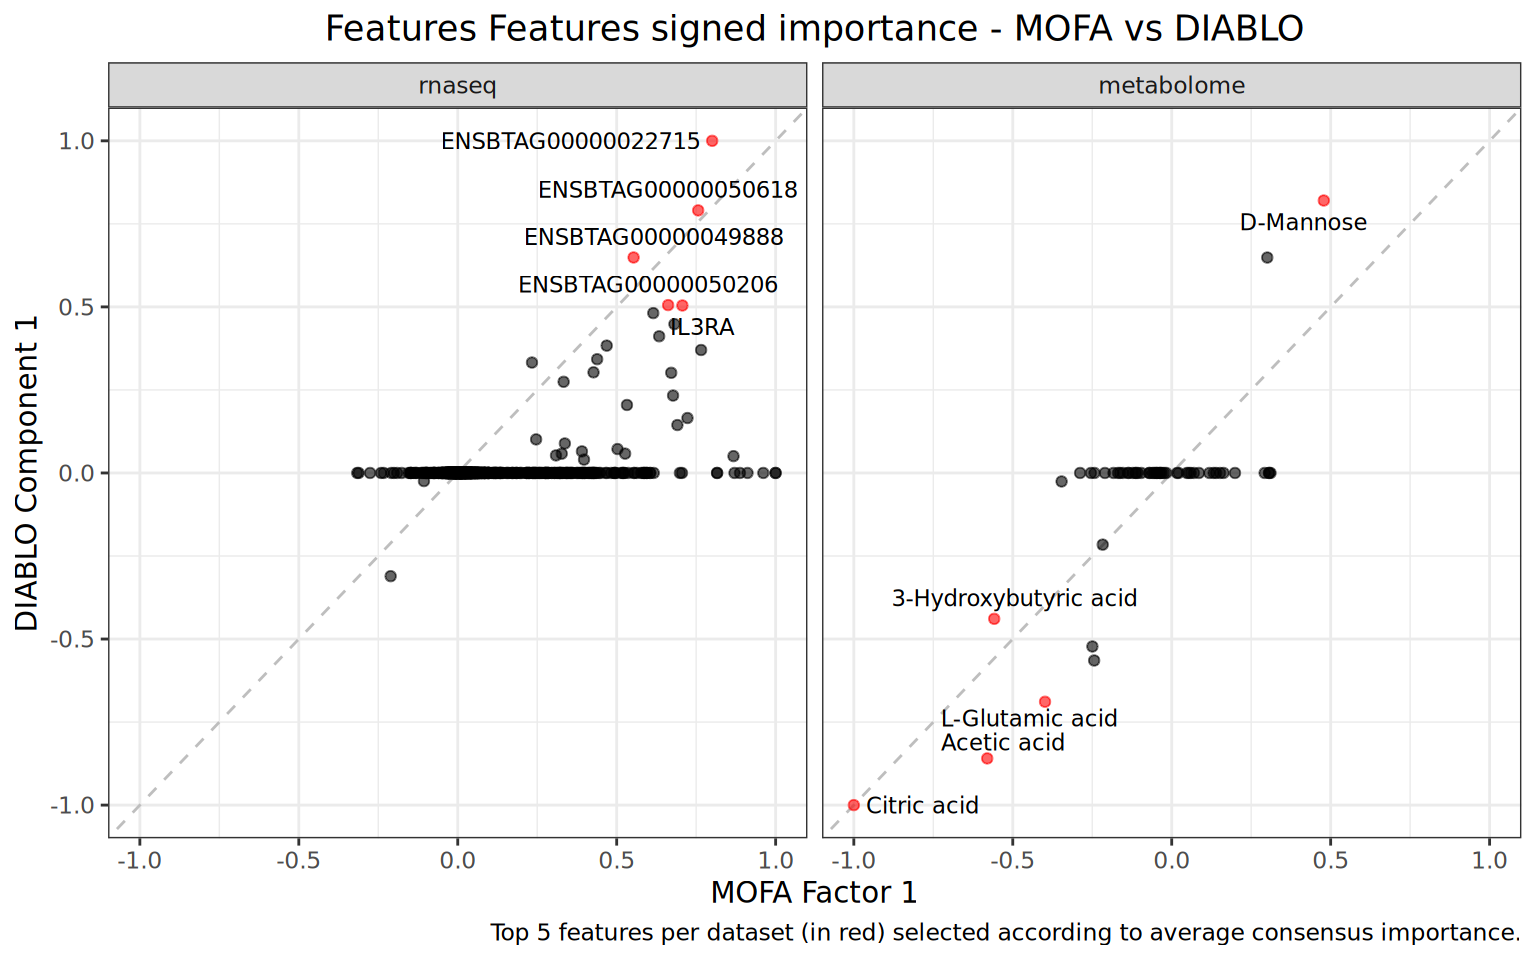 Features Features signed importance - MOFA vs DIABLO
rnaseq
metabolome
ENSBTAG00000022715
ENSBTAG00000050618
ENSBTAG00000049888
ENSBTAG00000050206
IL3RA
D-Mannose
3-Hydroxybutyric acid
L-Glutamic acid
Acetic acid
Citric acid
DIABLO Component 1
1.0
0.5
0.0
-0.5
-1.0
-1.0 -0.5 0.0 0.5 1.0 -1.0 -0.5 0.0 0.5 1.0
MOFA Factor 1
Top 5 features per dataset (in red) selected according to average consensus importance.